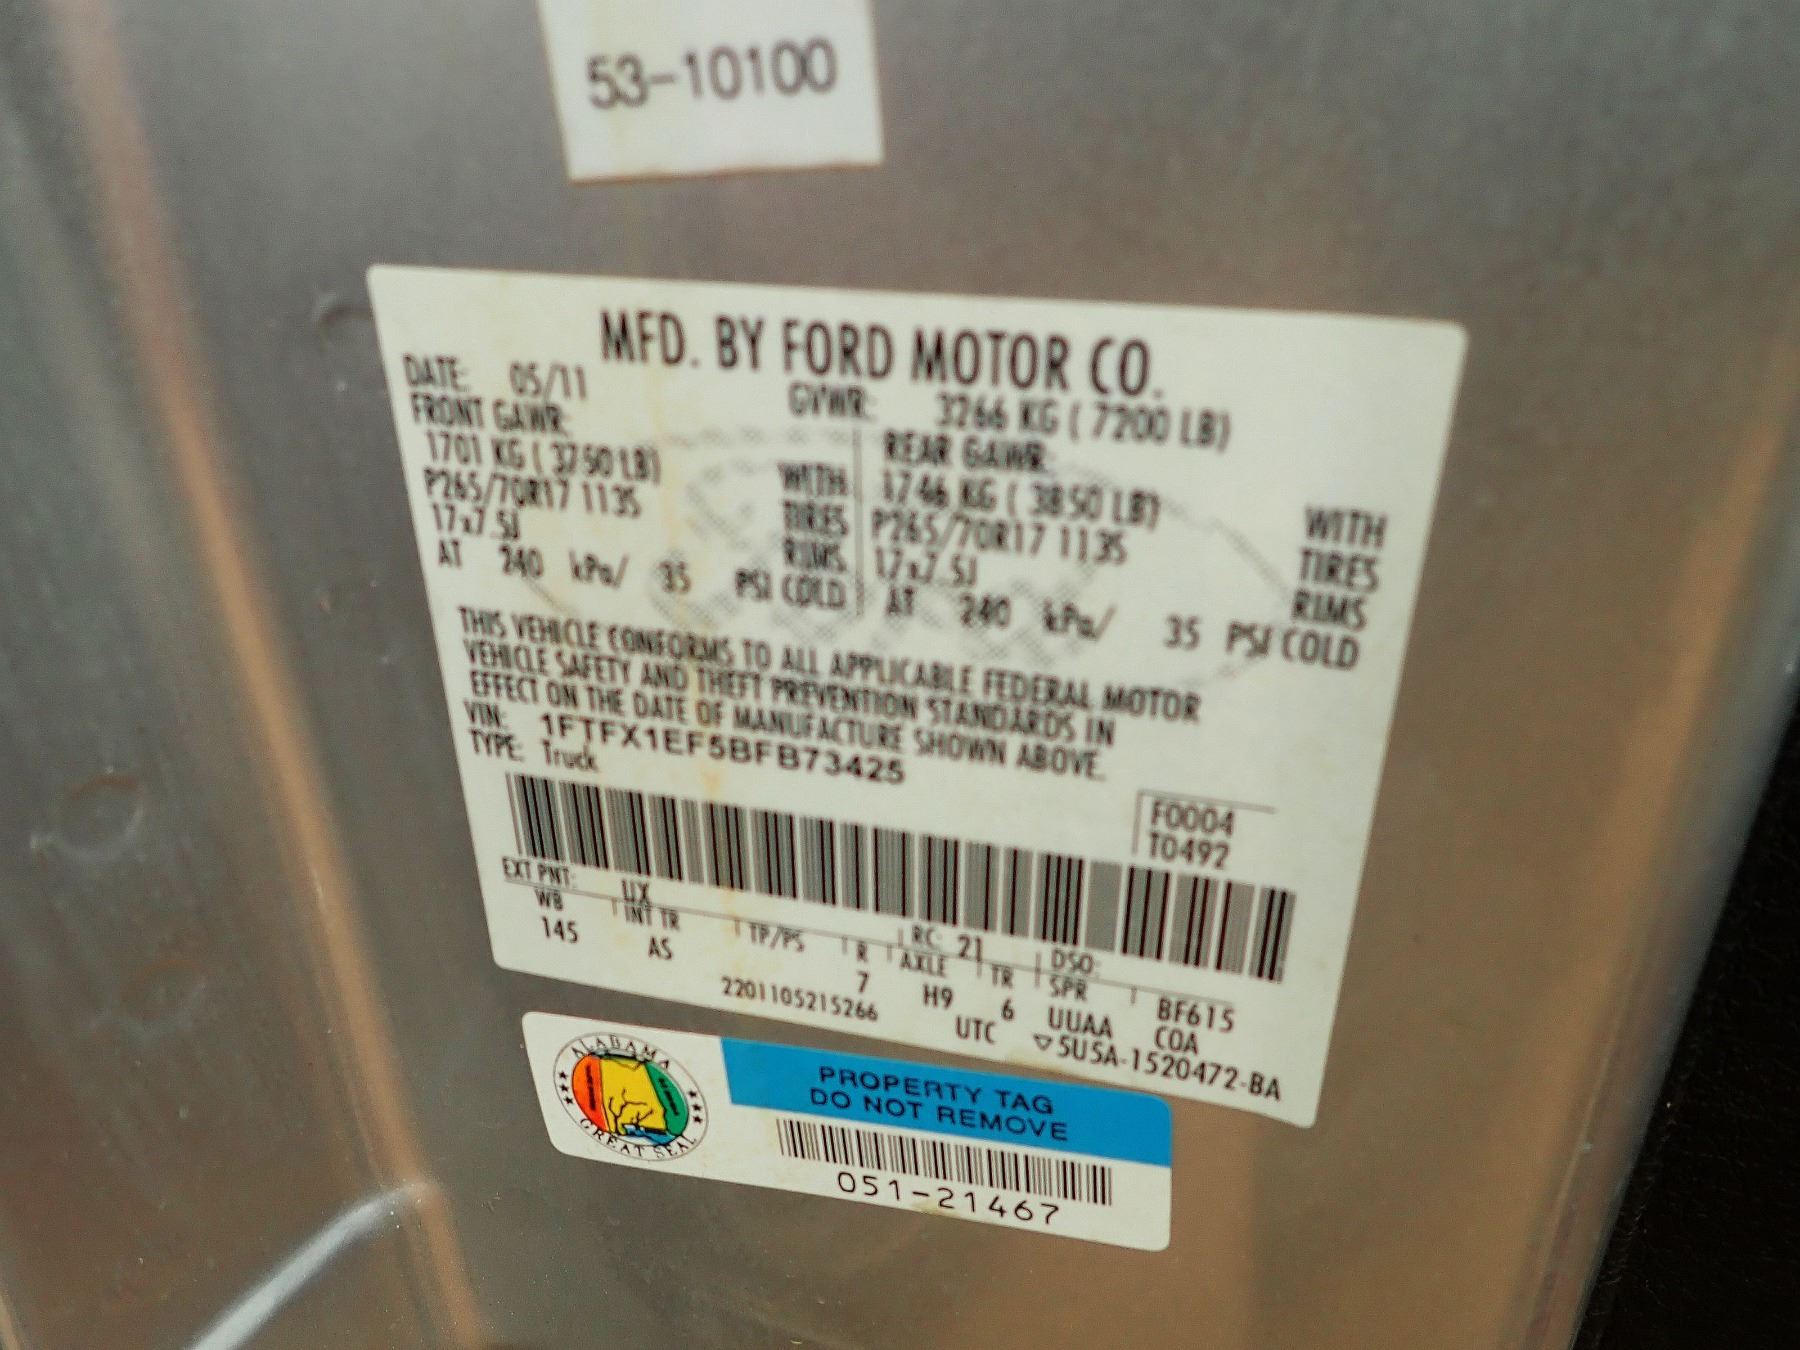 53-10100
MFD. BY FORD MOTOR CO.
DATE: 05/11 GVWR: 3266 KG ( 7200 LB)
FRONT GAWR: REAR GAWR:
1701 KG ( 3750 LB) WITH 1746 KG ( 3850 LB) WITH
P265/70R17 113S TIRES P265/70R17 113S TIRES
17x7.5J RIMS 17x7.5J RIMS
AT 240 kPa/ 35 PSI COLD AT 240 kPa/ 35 PSI COLD
THIS VEHICLE CONFORMS TO ALL APPLICABLE FEDERAL MOTOR
VEHICLE SAFETY AND THEFT PREVENTION STANDARDS IN
EFFECT ON THE DATE OF MANUFACTURE SHOWN ABOVE.
VIN: 1FTFX1EF5BFB73425
TYPE: Truck
F0004
T0492
EXT PNT: UX RC: 21 DSO:
WB INT TR TP/PS R AXLE TR SPR BF615
145 AS 7 H9 6 UUAA COA
2201105215266 UTC ▽5U5A-1520472-BA
ALABAMA
GREAT SEAL
PROPERTY TAG
DO NOT REMOVE
051-21467